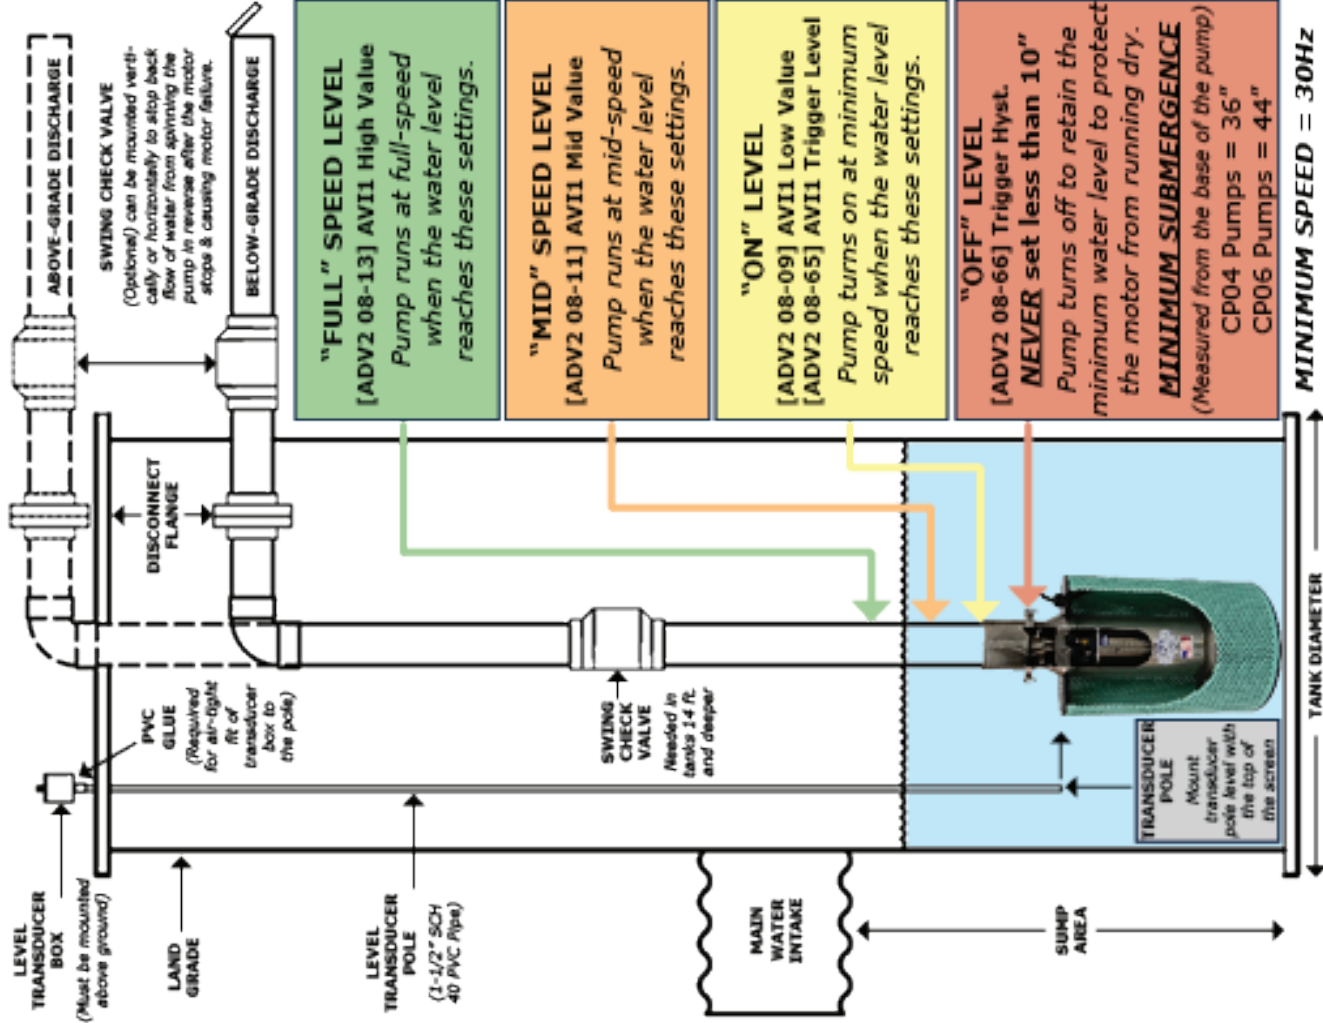 LEVEL
TRANSDUCER
BOX
(Must be mounted
above ground)
PVC
GLUE
(Required
for air-tight
fit of
transducer
box to
the pole)
LAND
GRADE
LEVEL
TRANSDUCER
POLE
(1-1/2" SCH
40 PVC Pipe)
MAIN
WATER
INTAKE
SUMP
AREA
ABOVE-GRADE DISCHARGE
SWING CHECK VALVE
(Optional) can be mounted verti-
cally or horizontally to stop back
flow of water from spinning the
pump in reverse after the motor
stops & causing motor failure.
BELOW-GRADE DISCHARGE
DISCONNECT
FLANGE
SWING
CHECK
VALVE
Needed in
tanks 14 ft.
and deeper
TRANSDUCER
POLE
Mount
transducer
pole level with
the top of
the screen
TANK DIAMETER
"FULL" SPEED LEVEL
[ADV2 08-13] AVI1 High Value
Pump runs at full-speed
when the water level
reaches these settings.
"MID" SPEED LEVEL
[ADV2 08-11] AVI1 Mid Value
Pump runs at mid-speed
when the water level
reaches these settings.
"ON" LEVEL
[ADV2 08-09] AVI1 Low Value
[ADV2 08-65] AVI1 Trigger Level
Pump turns on at minimum
speed when the water level
reaches these settings.
"OFF" LEVEL
[ADV2 08-66] Trigger Hyst.
NEVER set less than 10"
Pump turns off to retain the
minimum water level to protect
the motor from running dry.
MINIMUM SUBMERGENCE
(Measured from the base of the pump)
CP04 Pumps = 36"
CP06 Pumps = 44"
MINIMUM SPEED = 30Hz